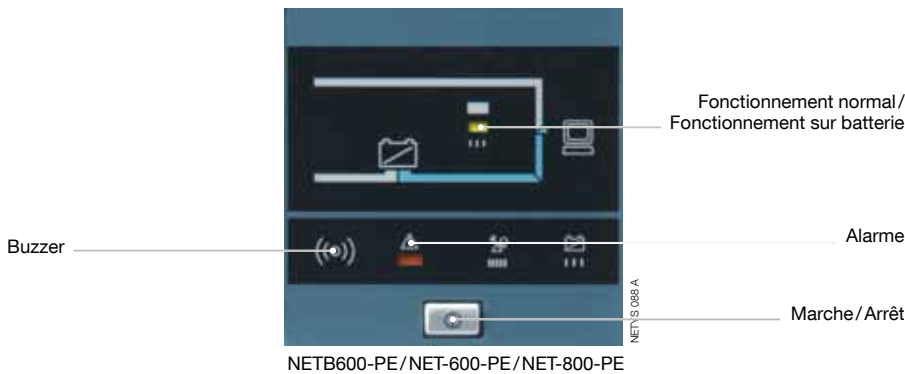 Fonctionnement normal/
Fonctionnement sur batterie
Buzzer
Alarme
Marche/Arrêt
NETYS 088 A
NETB600-PE/NET-600-PE/NET-800-PE